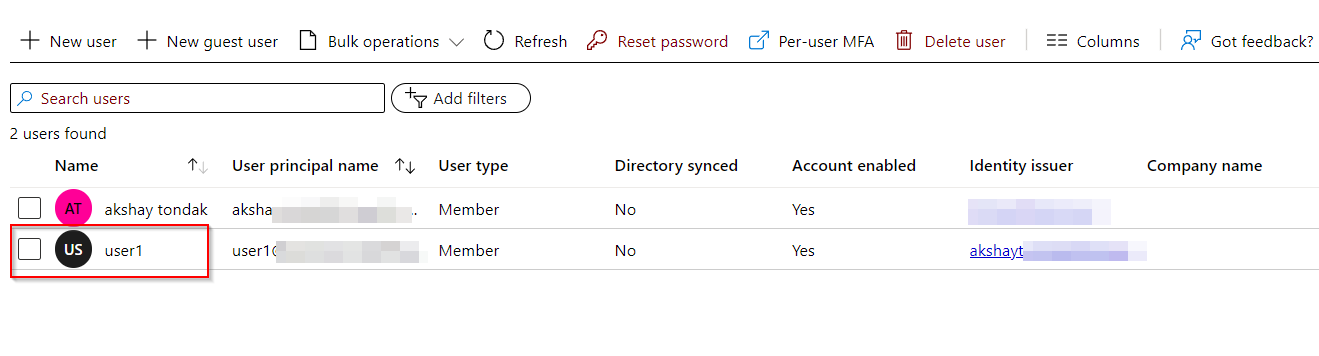 New user New guest user Bulk operations Refresh Reset password Per-user MFA Delete user Columns Got feedback?
Search users Add filters
2 users found
Name User principal name User type Directory synced Account enabled Identity issuer Company name
AT akshay tondak aksha .. Member No Yes
US user1 user1 Member No Yes akshayt